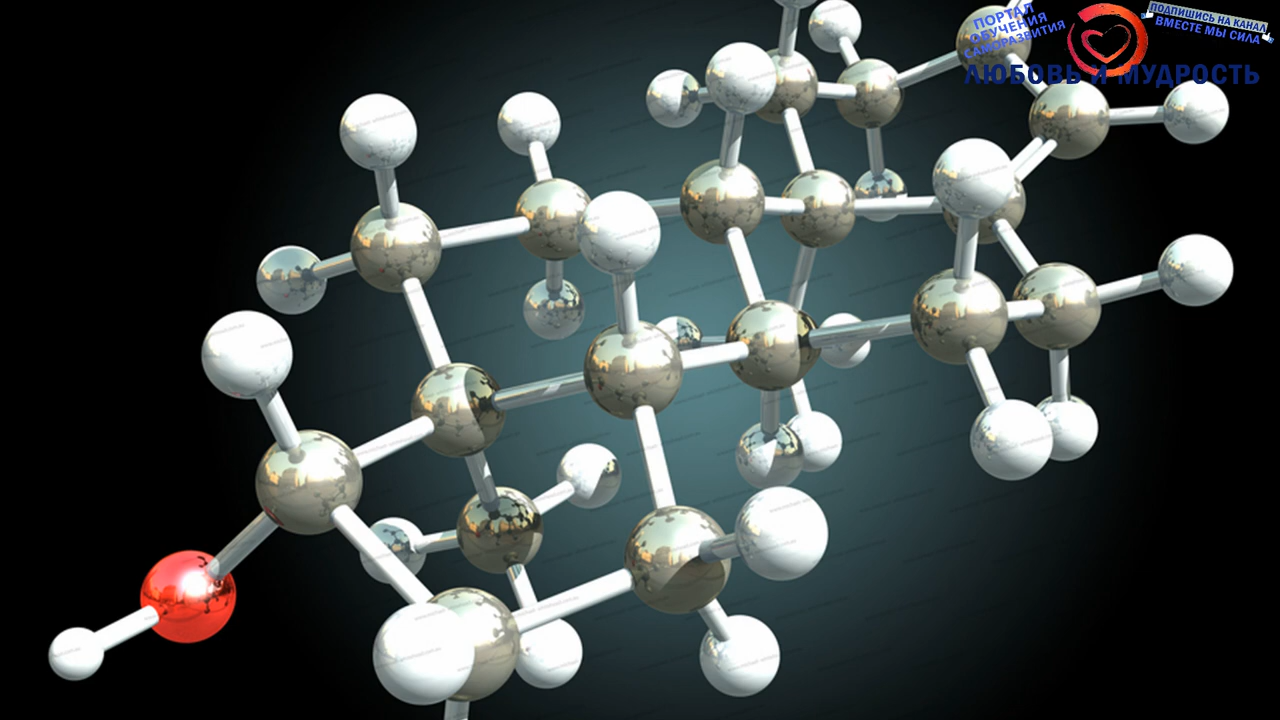 ПОРТАЛ
ОБУЧЕНИЯ
САМОРАЗВИТИЯ
ПОДПИШИСЬ НА КАНАЛ
ВМЕСТЕ МЫ СИЛА
ЛЮБОВЬ И МУДРОСТЬ